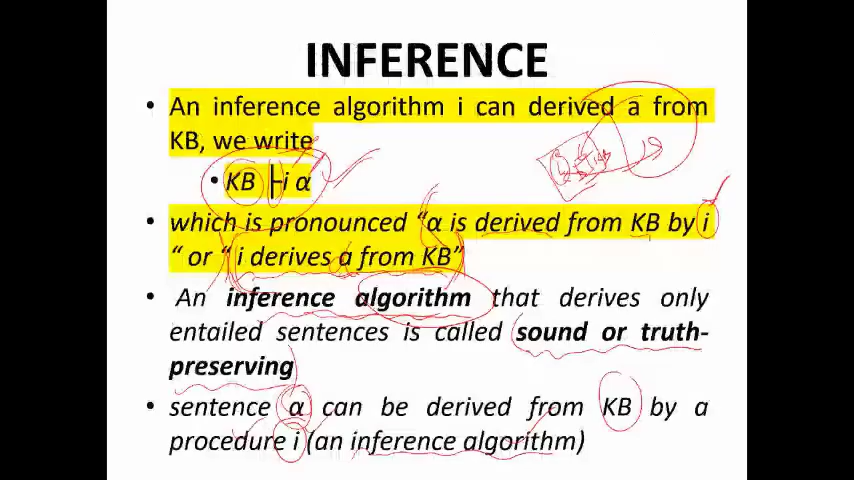 INFERENCE
• An inference algorithm i can derived a from
KB, we write
• KB ├i α
• which is pronounced “α is derived from KB by i
“ or “ i derives a from KB”
• An inference algorithm that derives only
entailed sentences is called sound or truth-
preserving
• sentence α can be derived from KB by a
procedure i (an inference algorithm)